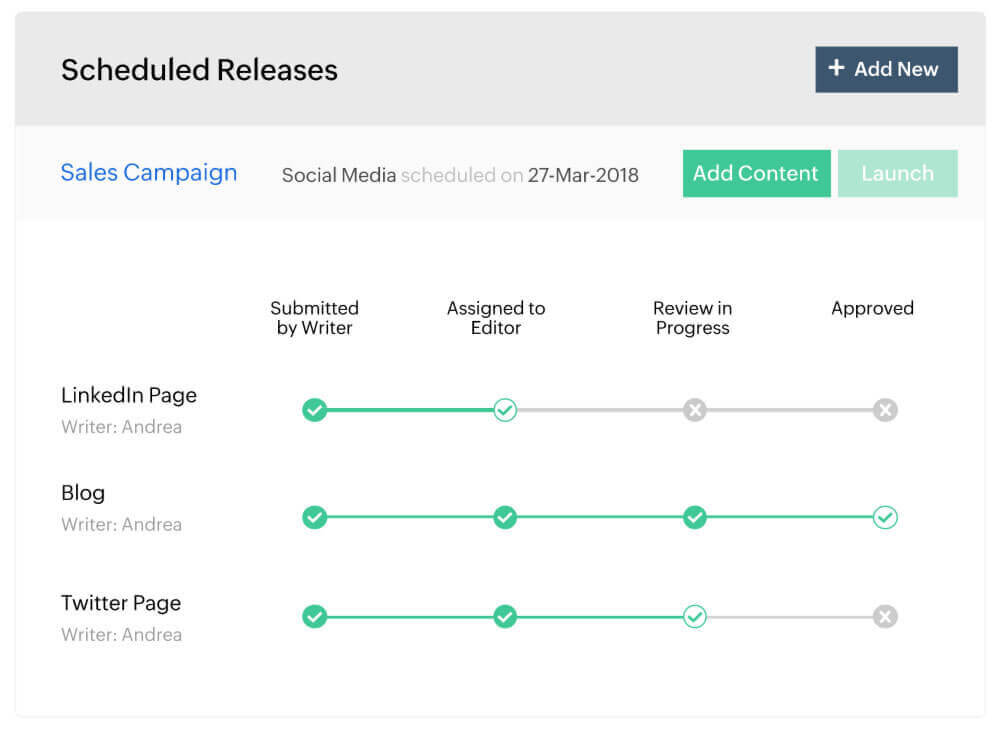 Scheduled Releases
+ Add New
Sales Campaign
Social Media scheduled on 27-Mar-2018
Add Content
Launch
Submitted
by Writer
Assigned to
Editor
Review in
Progress
Approved
LinkedIn Page
Writer: Andrea
Blog
Writer: Andrea
Twitter Page
Writer: Andrea